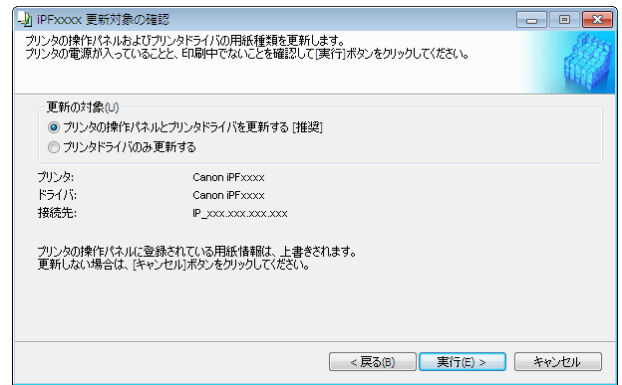 iPFxxxx 更新対象の確認
プリンタの操作パネルおよびプリンタドライバの用紙種類を更新します。
プリンタの電源が入っていることと、印刷中でないことを確認して[実行]ボタンをクリックしてください。
更新の対象(U)
プリンタの操作パネルとプリンタドライバを更新する [推奨]
プリンタドライバのみ更新する
プリンタ: Canon iPFxxxx
ドライバ: Canon iPFxxxx
接続先: IP_xxx.xxx.xxx.xxx
プリンタの操作パネルに登録されている用紙情報は、上書きされます。
更新しない場合は、[キャンセル]ボタンをクリックしてください。
< 戻る(B) 実行(E) > キャンセル